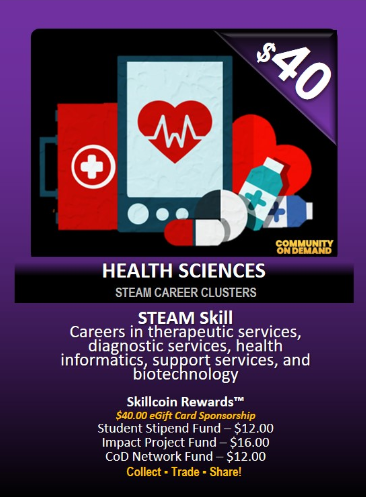 $40
COMMUNITY
ON DEMAND
HEALTH SCIENCES
STEAM CAREER CLUSTERS
STEAM Skill
Careers in therapeutic services,
diagnostic services, health
informatics, support services, and
biotechnology
Skillcoin Rewards™
$40.00 eGift Card Sponsorship
Student Stipend Fund – $12.00
Impact Project Fund – $16.00
CoD Network Fund – $12.00
Collect ▪ Trade ▪ Share!